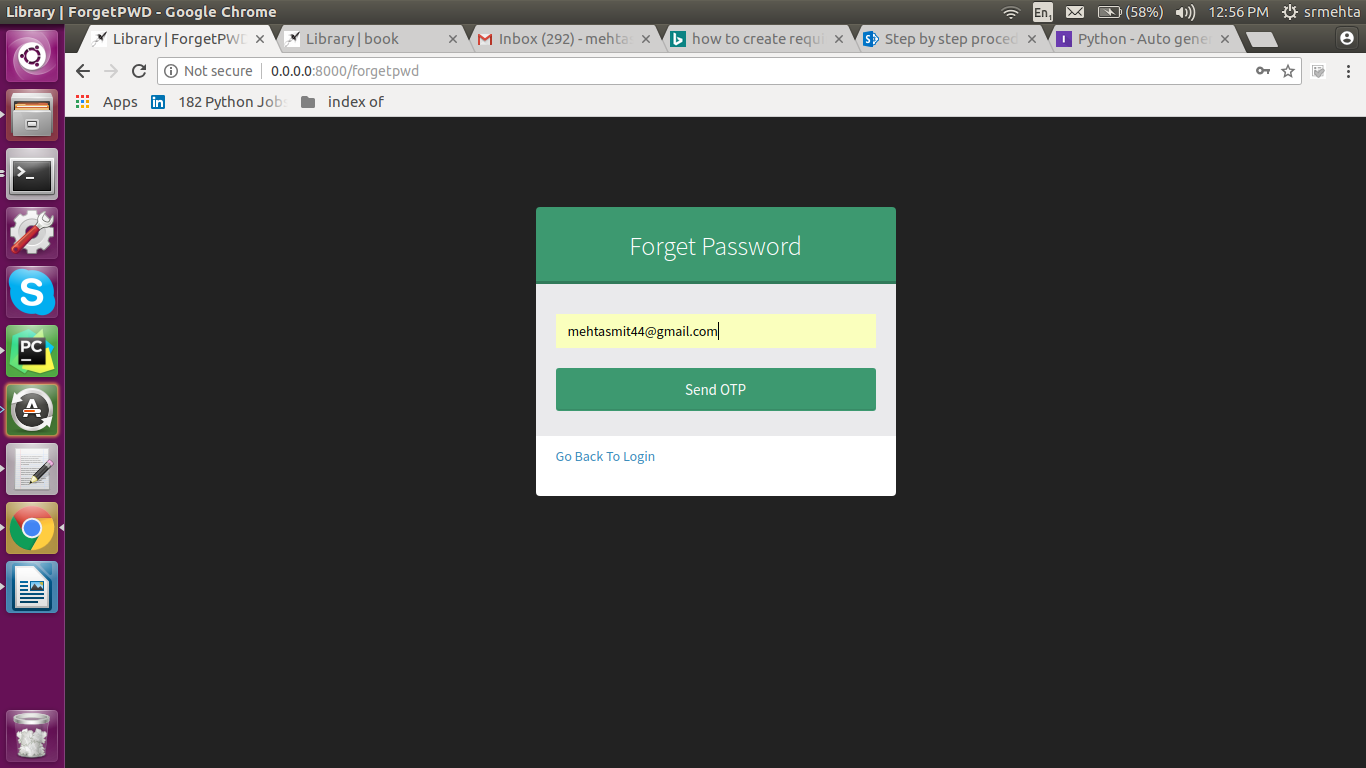 Library | ForgetPWD - Google Chrome
En1
(58%)
12:56 PM
srmehta
Library | ForgetPWD
Library | book
Inbox (292) - mehta
how to create requi
Step by step proced
Python - Auto gene
Not secure
0.0.0.0:8000/forgetpwd
Apps
182 Python Jobs
index of
Forget Password
mehtasmit44@gmail.com
Send OTP
Go Back To Login
PC